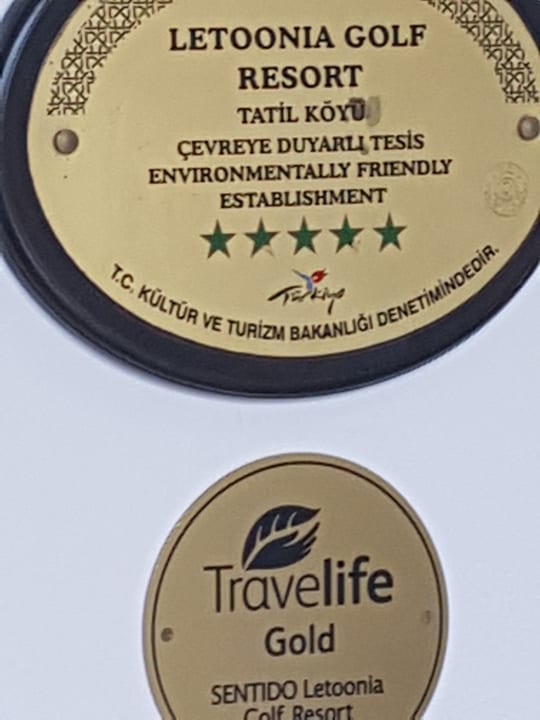 LETOONIA GOLF
RESORT
TATİL KÖYÜ
ÇEVREYE DUYARLI TESİS
ENVIRONMENTALLY FRIENDLY
ESTABLISHMENT
Türkiye
T.C. KÜLTÜR VE TURİZM BAKANLIĞI DENETİMİNDEDİR.
Travelife
Gold
SENTIDO Letoonia
Golf Resort